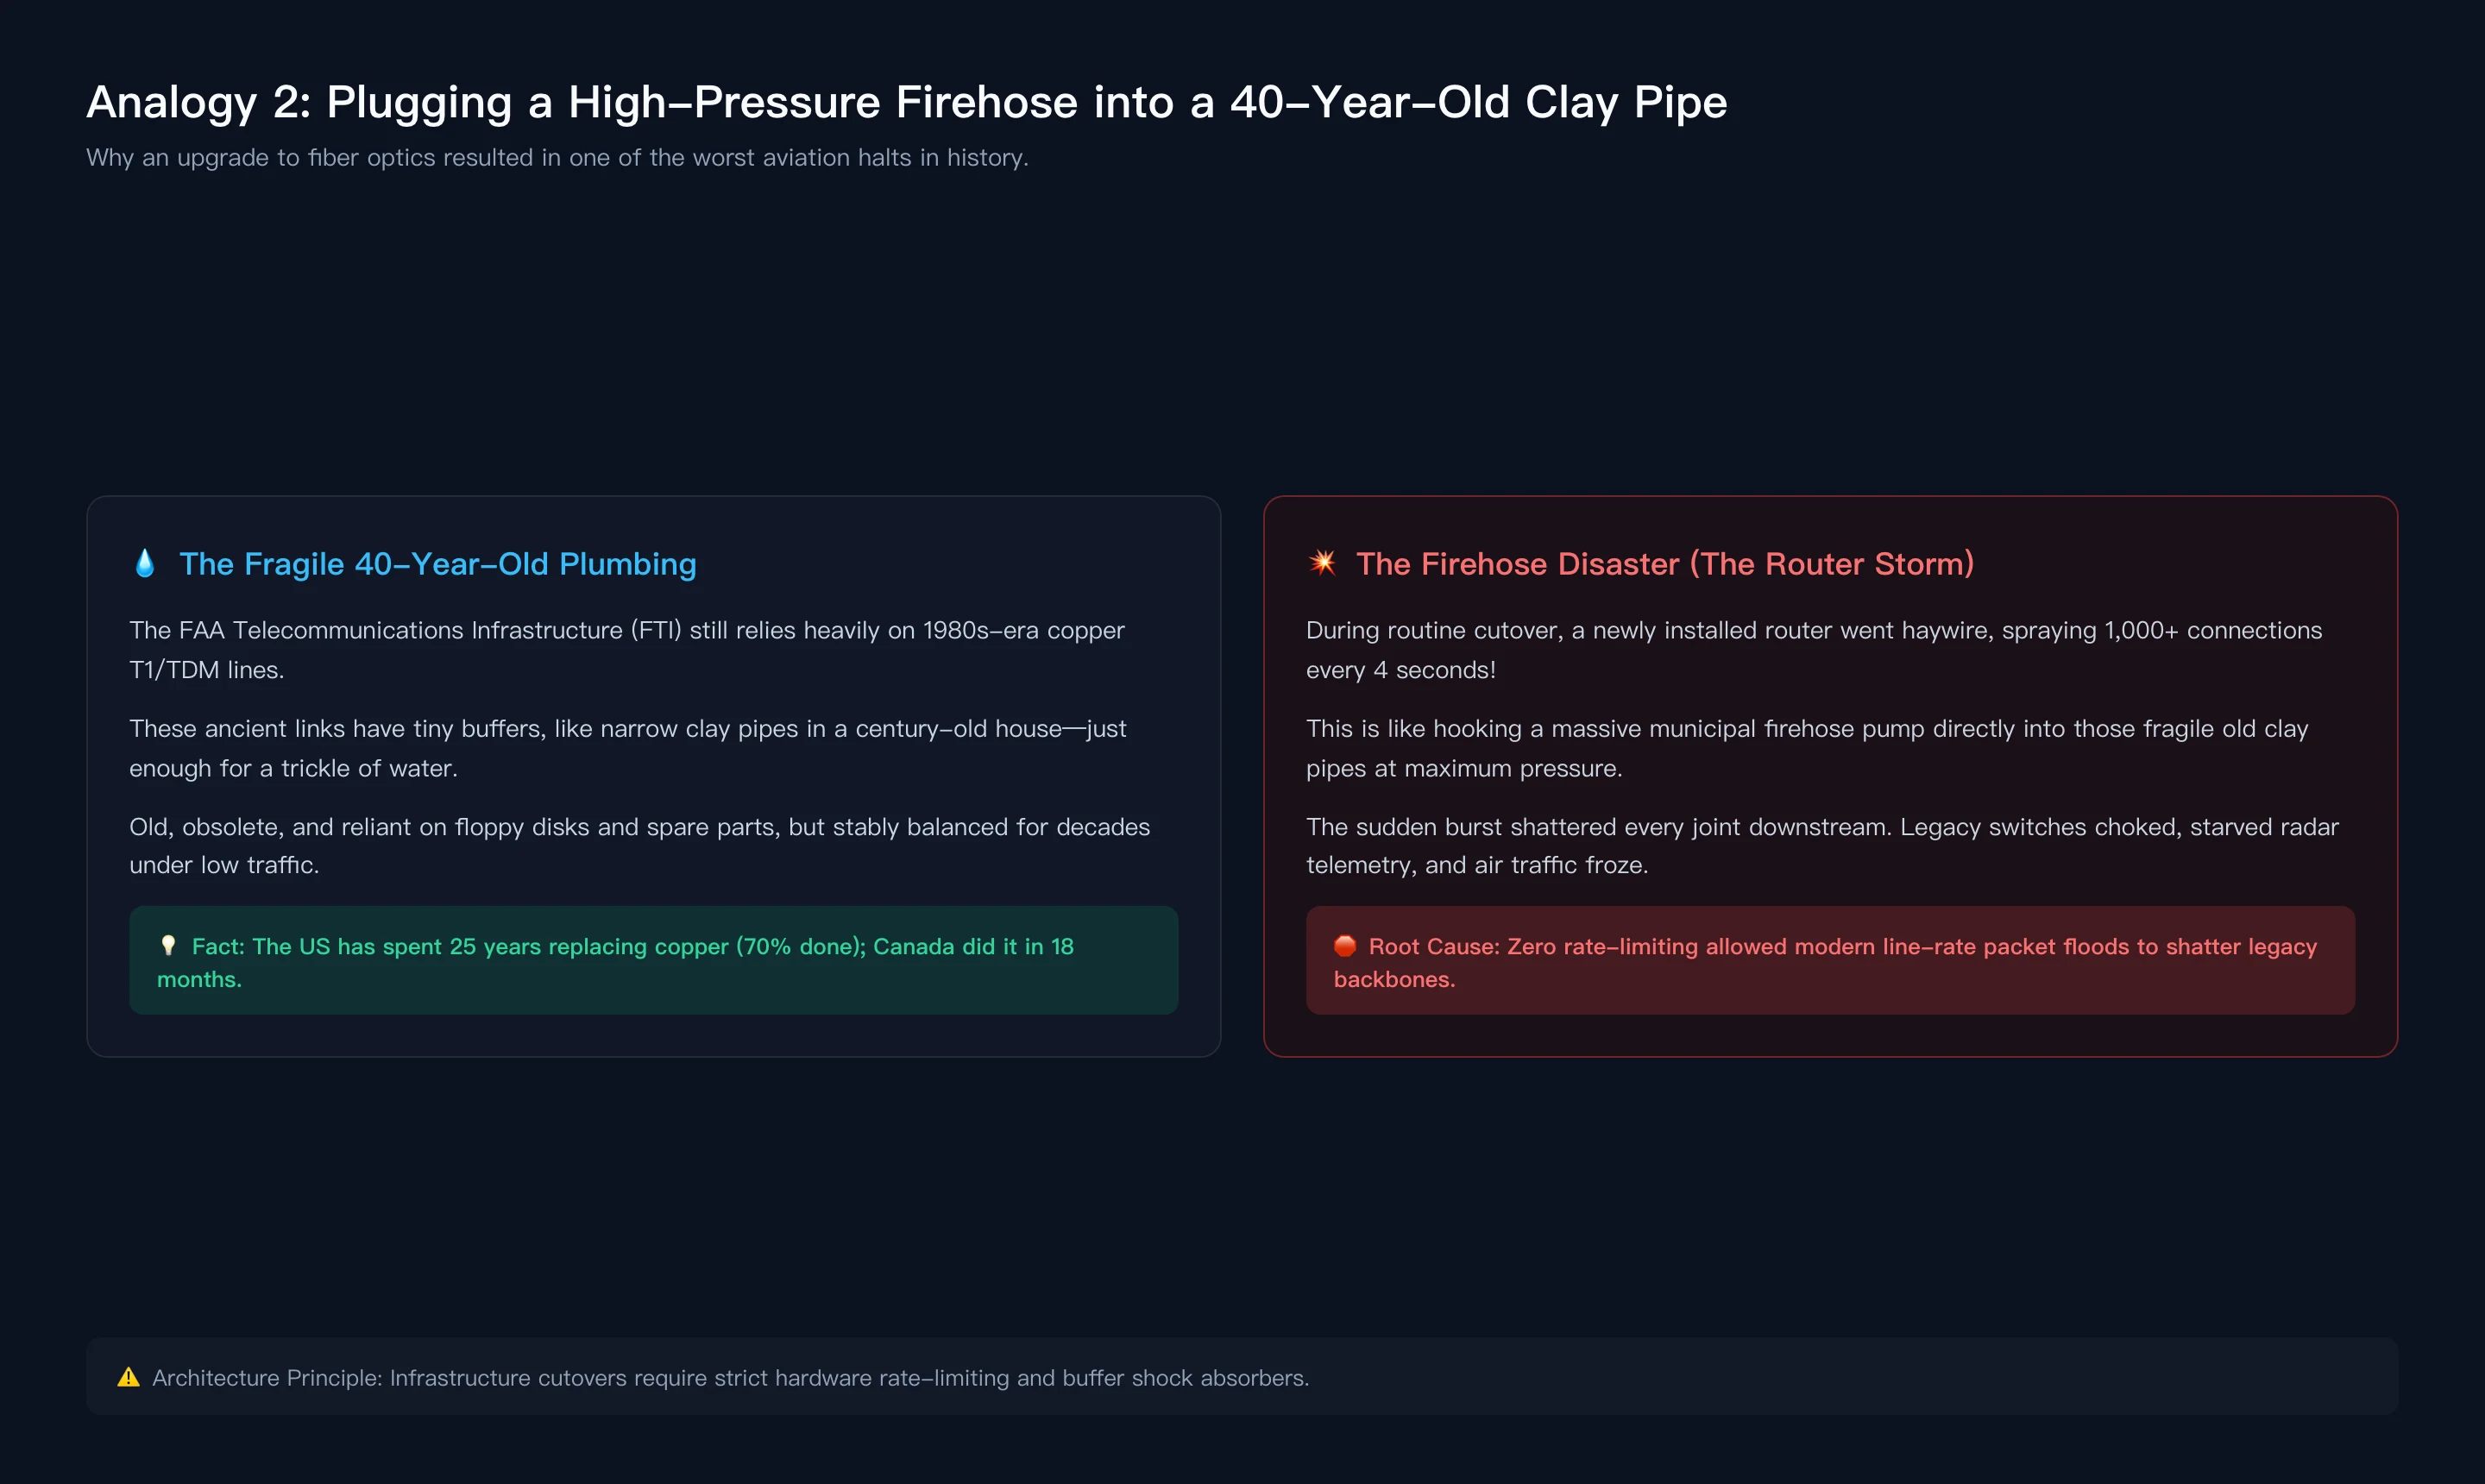 Analogy 2: Plugging a High-Pressure Firehose into a 40-Year-Old Clay Pipe
Why an upgrade to fiber optics resulted in one of the worst aviation halts in history.
💧 The Fragile 40-Year-Old Plumbing
The FAA Telecommunications Infrastructure (FTI) still relies heavily on 1980s-era copper
T1/TDM lines.
These ancient links have tiny buffers, like narrow clay pipes in a century-old house—just
enough for a trickle of water.
Old, obsolete, and reliant on floppy disks and spare parts, but stably balanced for decades
under low traffic.
💡 Fact: The US has spent 25 years replacing copper (70% done); Canada did it in 18
months.
💥 The Firehose Disaster (The Router Storm)
During routine cutover, a newly installed router went haywire, spraying 1,000+ connections
every 4 seconds!
This is like hooking a massive municipal firehose pump directly into those fragile old clay
pipes at maximum pressure.
The sudden burst shattered every joint downstream. Legacy switches choked, starved radar
telemetry, and air traffic froze.
🛑 Root Cause: Zero rate-limiting allowed modern line-rate packet floods to shatter legacy
backbones.
⚠️ Architecture Principle: Infrastructure cutovers require strict hardware rate-limiting and buffer shock absorbers.